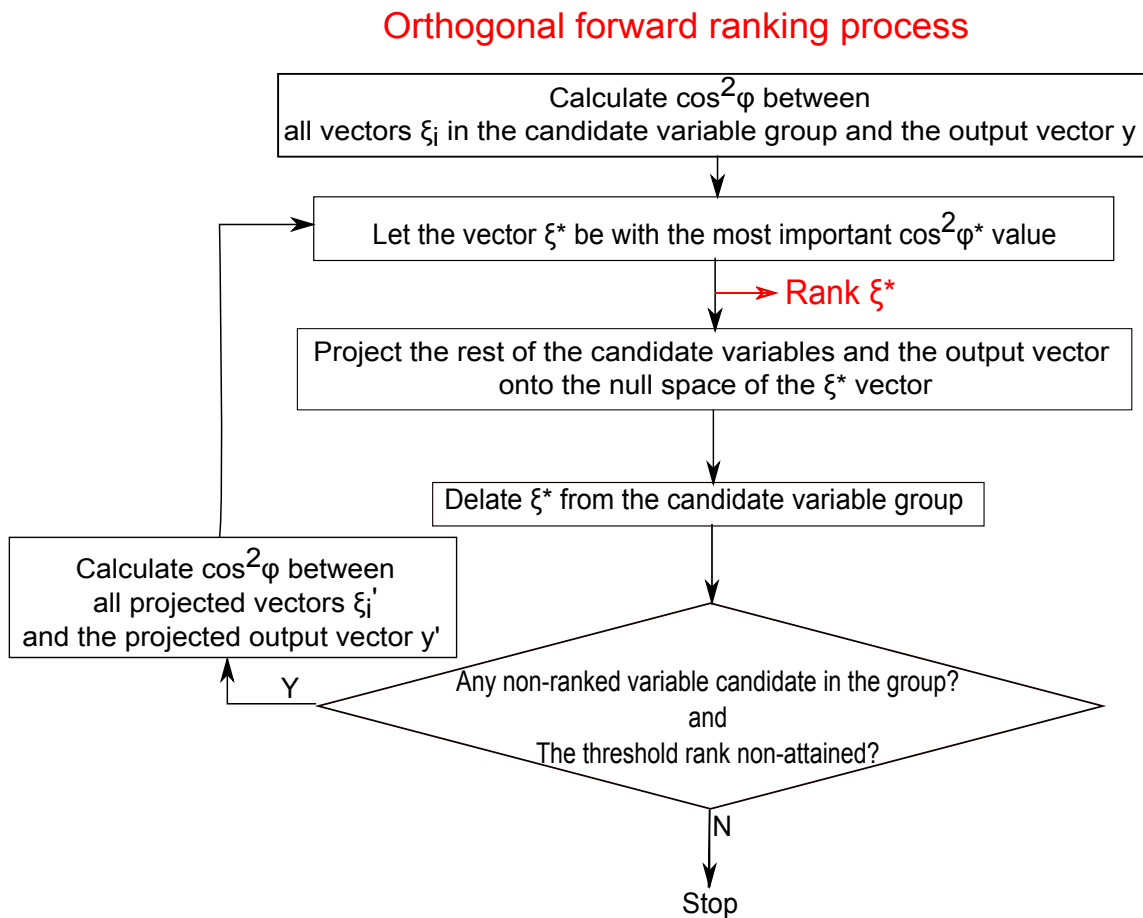 Orthogonal forward ranking process
Calculate cos²φ between
all vectors ξi in the candidate variable group and the output vector y
Let the vector ξ* be with the most important cos²φ* value
Rank ξ*
Project the rest of the candidate variables and the output vector
onto the null space of the ξ* vector
Delate ξ* from the candidate variable group
Calculate cos²φ between
all projected vectors ξi'
and the projected output vector y'
Any non-ranked variable candidate in the group?
and
The threshold rank non-attained?
Y
N
Stop